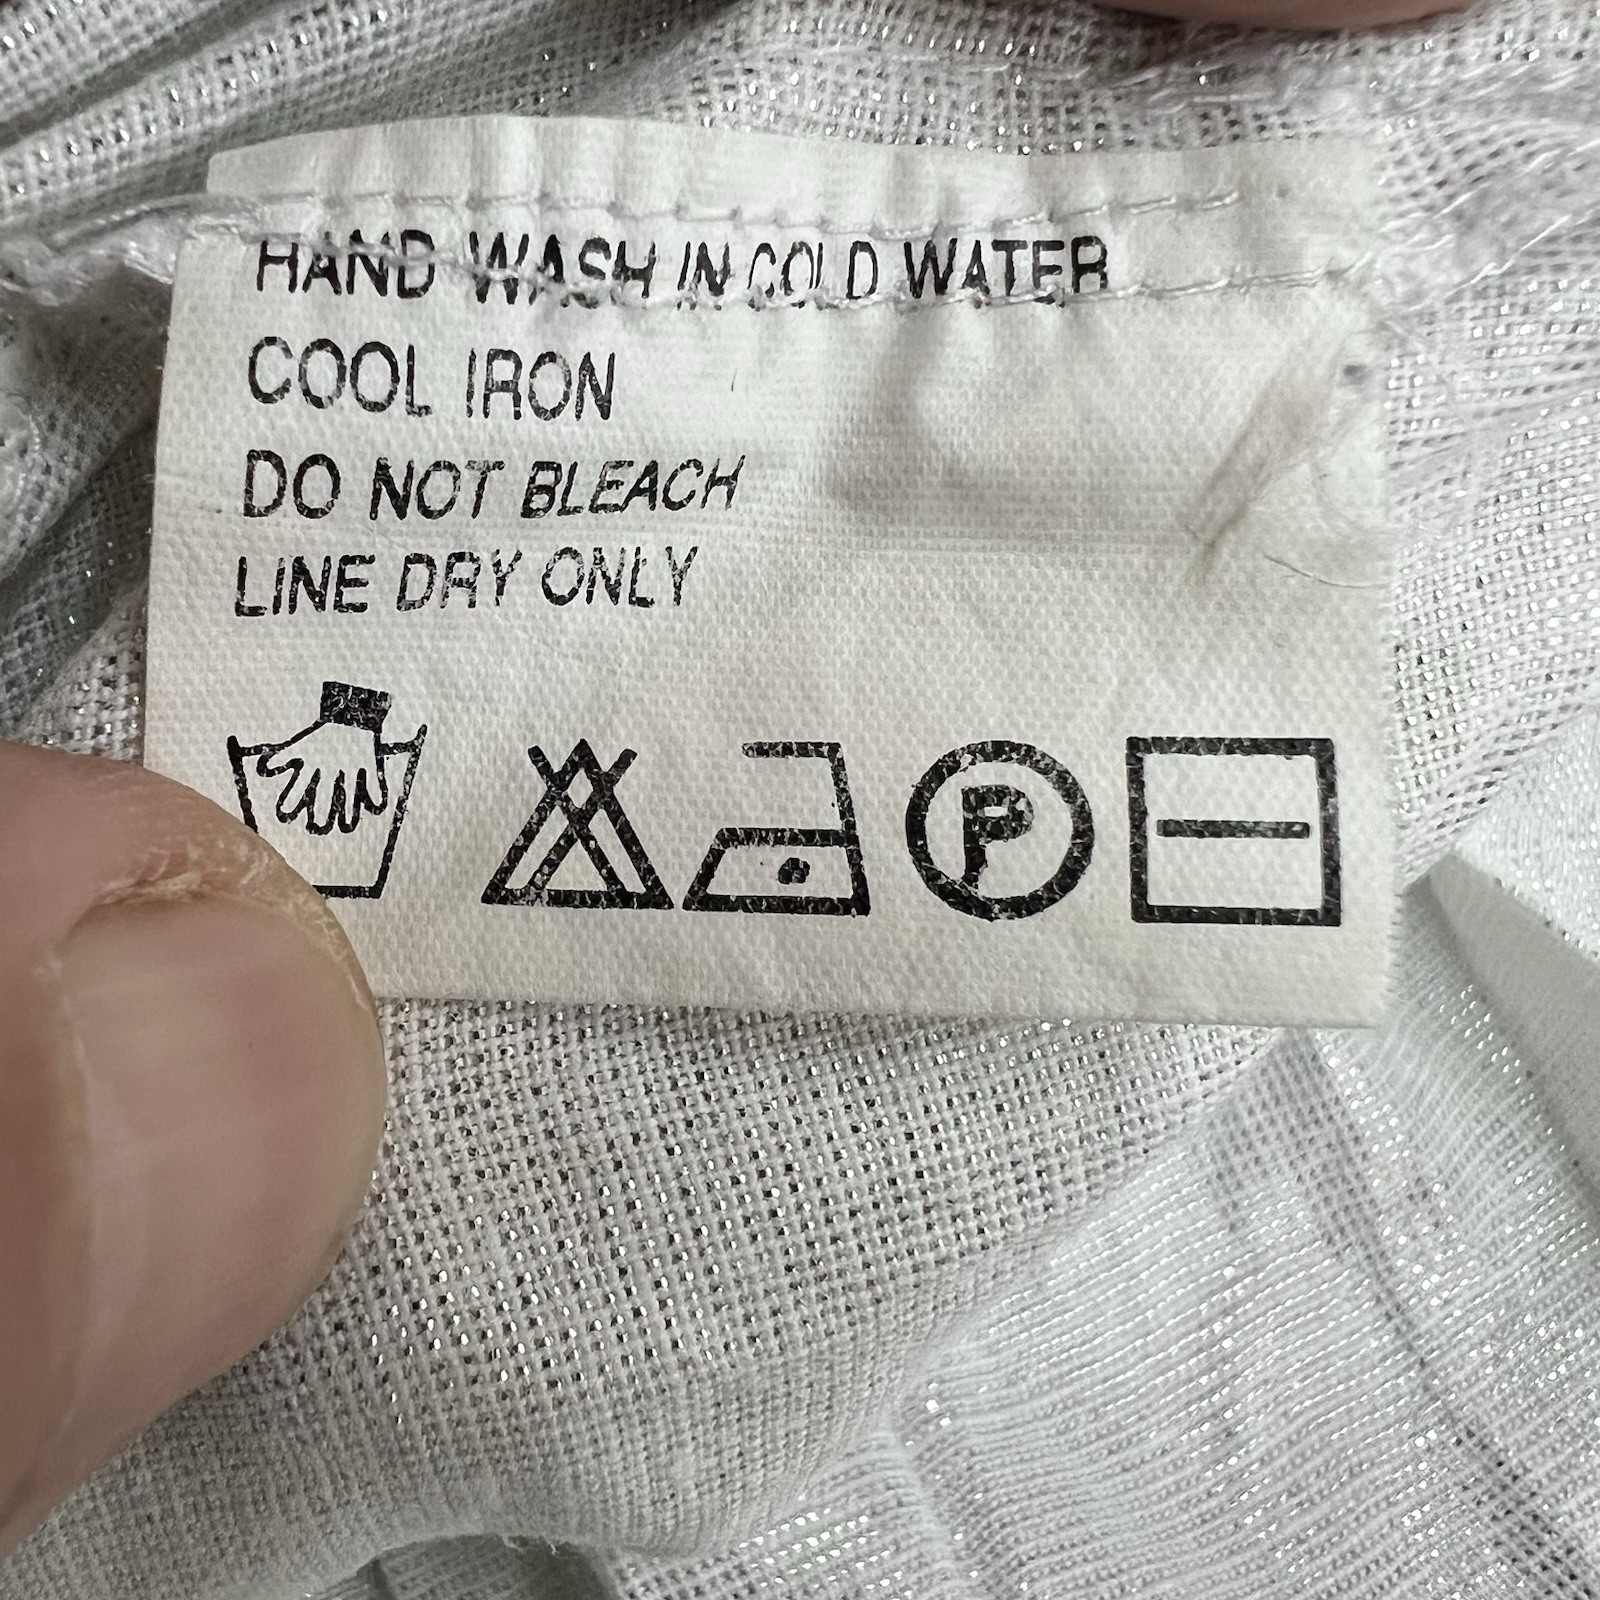 HAND WASH IN COLD WATER
COOL IRON
DO NOT BLEACH
LINE DRY ONLY
P